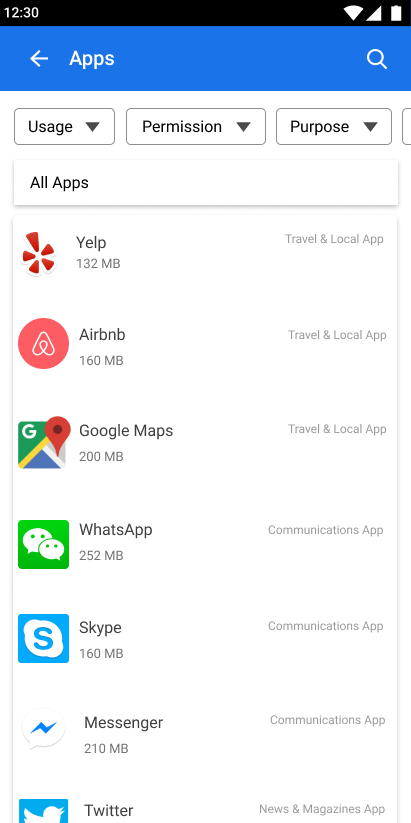 12:30
Apps
Usage Permission Purpose
All Apps
Yelp Travel & Local App
132 MB
Airbnb Travel & Local App
160 MB
G Google Maps Travel & Local App
200 MB
WhatsApp Communications App
252 MB
S Skype Communications App
160 MB
Messenger Communications App
210 MB
Twitter News & Magazines App